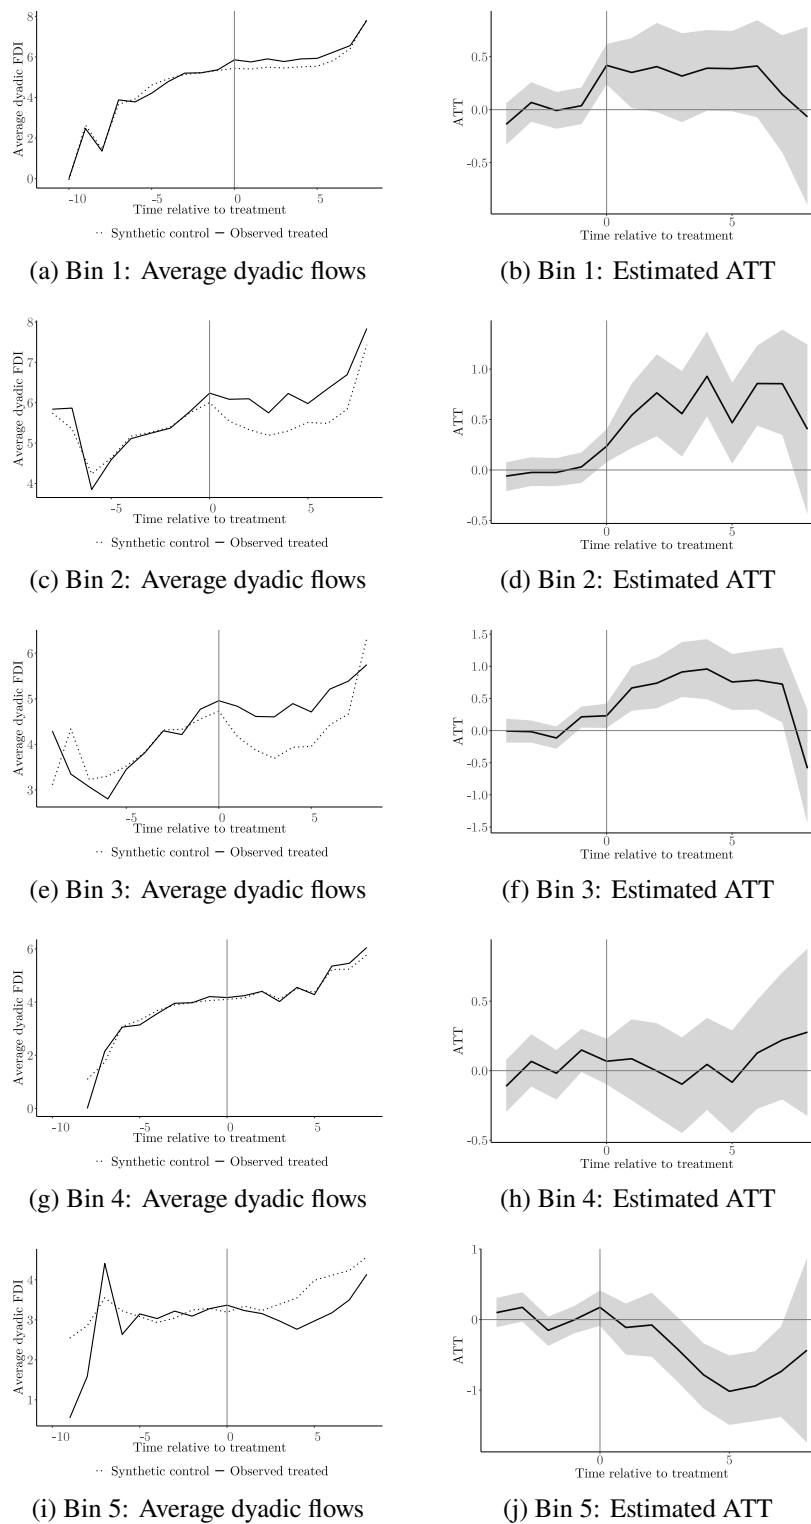 Average dyadic FDI
8
6
4
2
0
-10
-5
0
5
Time relative to treatment
Synthetic control
Observed treated
(a) Bin 1: Average dyadic flows
ATT
0.5
0.0
-0.5
0
5
Time relative to treatment
(b) Bin 1: Estimated ATT
Average dyadic FDI
8
7
6
5
4
-5
0
5
Time relative to treatment
Synthetic control
Observed treated
(c) Bin 2: Average dyadic flows
ATT
1.0
0.5
0.0
-0.5
0
5
Time relative to treatment
(d) Bin 2: Estimated ATT
Average dyadic FDI
6
5
4
3
-5
0
5
Time relative to treatment
Synthetic control
Observed treated
(e) Bin 3: Average dyadic flows
ATT
1.5
1.0
0.5
0.0
-0.5
-1.0
-1.5
0
5
Time relative to treatment
(f) Bin 3: Estimated ATT
Average dyadic FDI
6
4
2
0
-10
-5
0
5
Time relative to treatment
Synthetic control
Observed treated
(g) Bin 4: Average dyadic flows
ATT
0.5
0.0
-0.5
0
5
Time relative to treatment
(h) Bin 4: Estimated ATT
Average dyadic FDI
4
3
2
1
-10
-5
0
5
Time relative to treatment
Synthetic control
Observed treated
(i) Bin 5: Average dyadic flows
ATT
1
0
-1
0
5
Time relative to treatment
(j) Bin 5: Estimated ATT